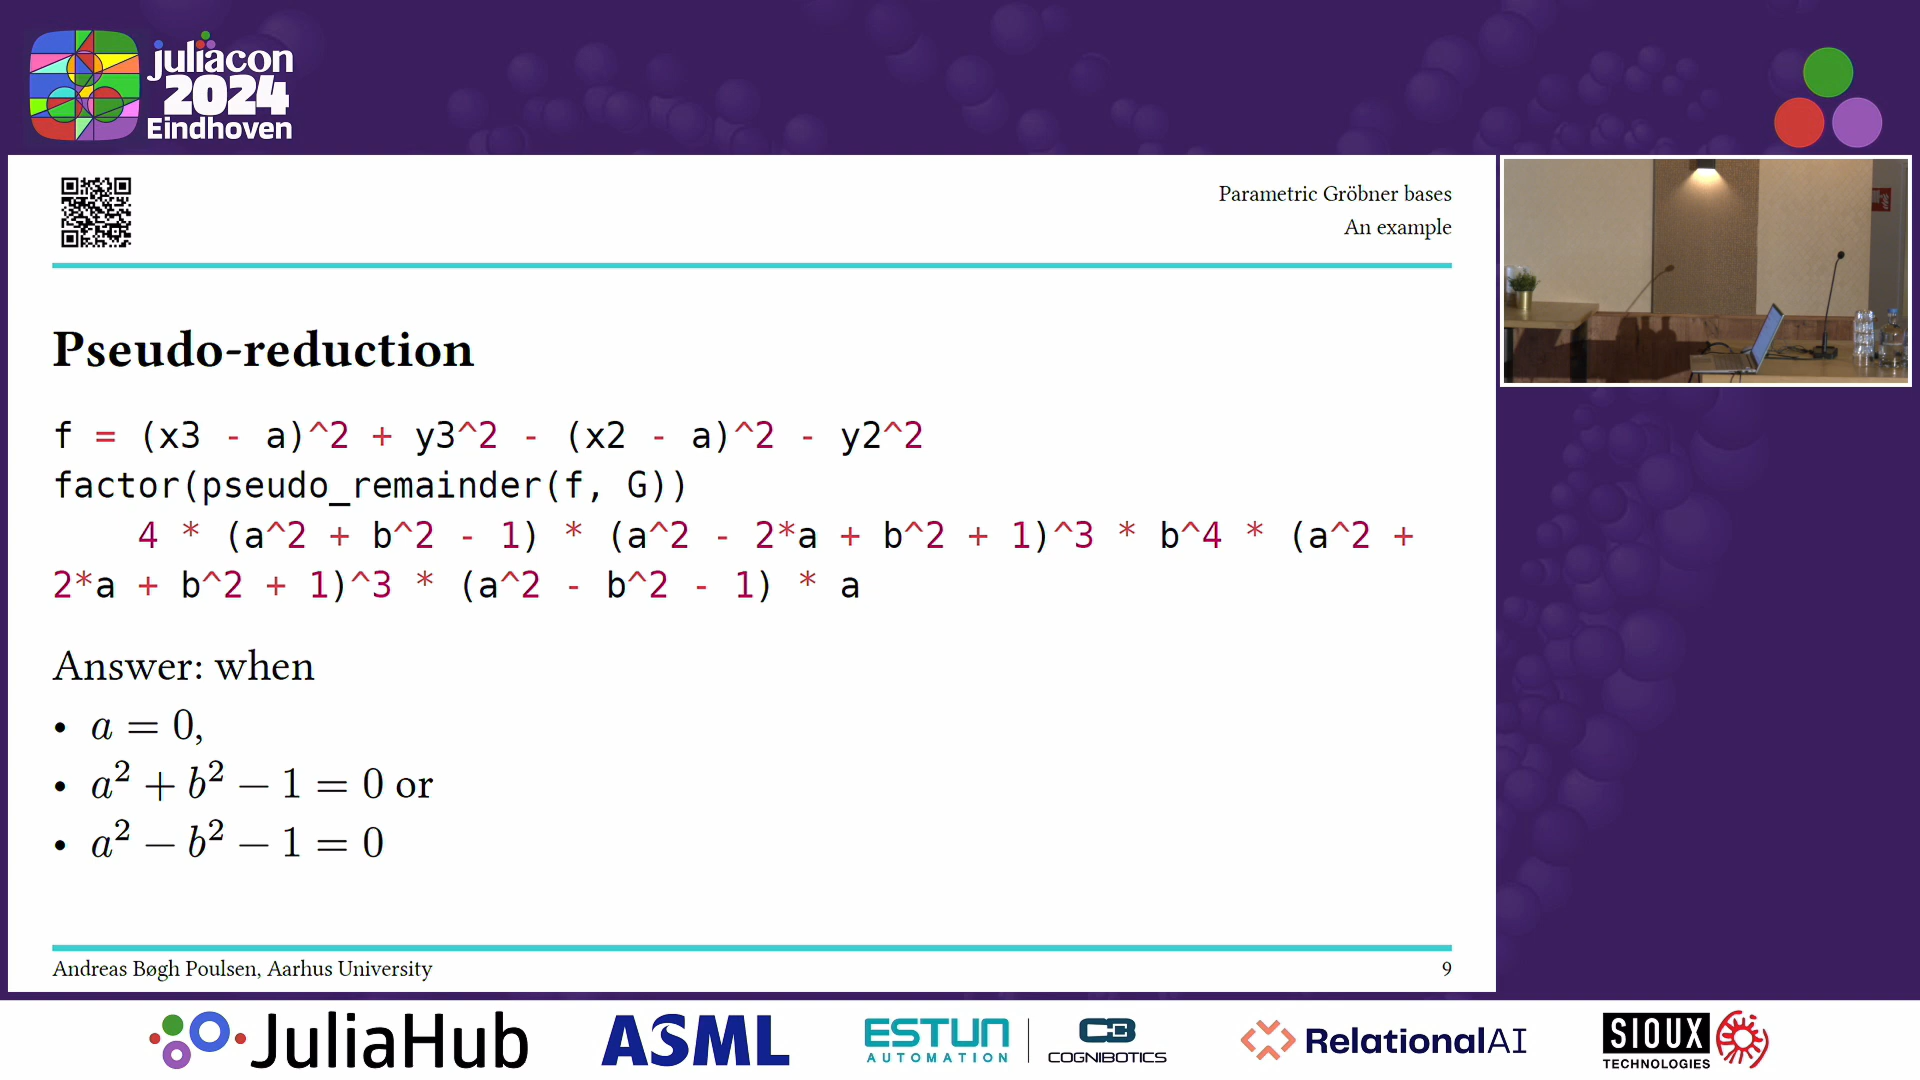 juliacon
2024
Eindhoven
Parametric Gröbner bases
An example
Pseudo-reduction
f = (x3 - a)^2 + y3^2 - (x2 - a)^2 - y2^2
factor(pseudo_remainder(f, G))
4 * (a^2 + b^2 - 1) * (a^2 - 2*a + b^2 + 1)^3 * b^4 * (a^2 +
2*a + b^2 + 1)^3 * (a^2 - b^2 - 1) * a
Answer: when
• a = 0,
• a² + b² − 1 = 0 or
• a² − b² − 1 = 0
Andreas Bøgh Poulsen, Aarhus University
9
JuliaHub
ASML
ESTUN
AUTOMATION
COGNIBOTICS
RelationalAI
SIOUX
TECHNOLOGIES